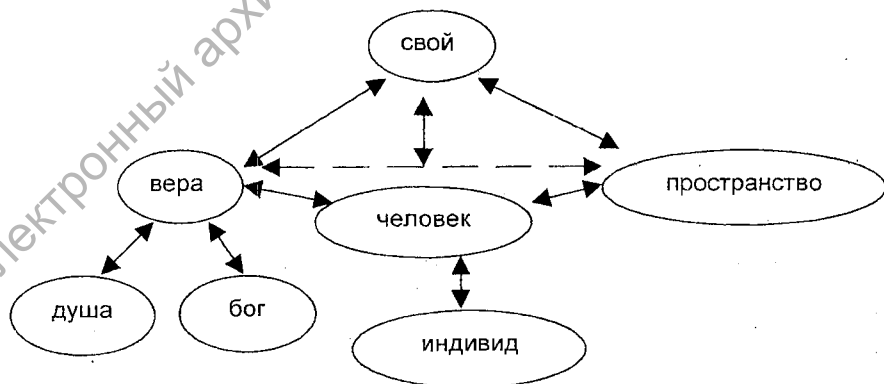 свой
вера
пространство
человек
душа
бог
индивид